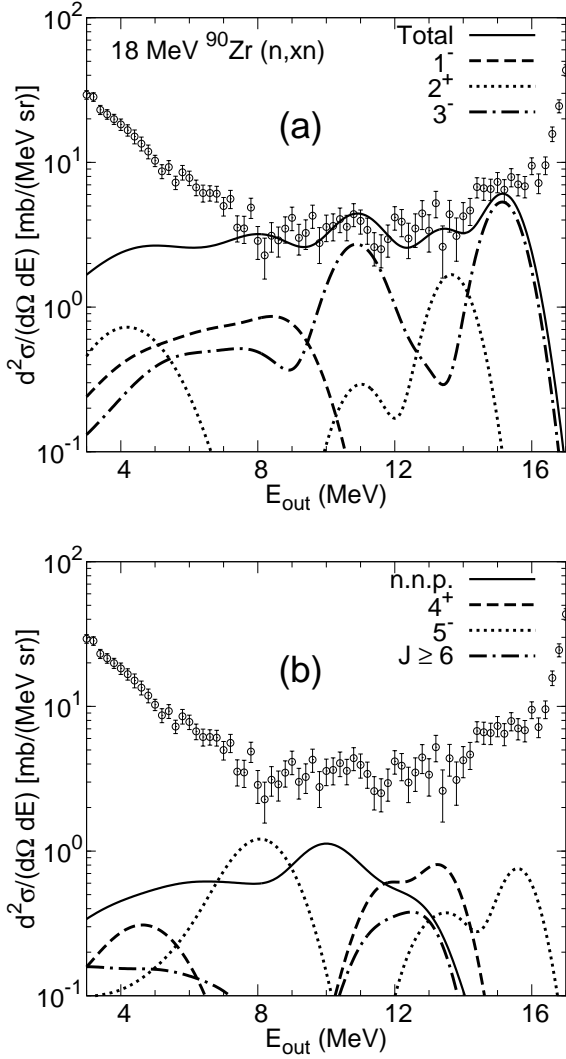 10²
18 MeV ⁹⁰Zr (n,xn)
Total
1⁻
2⁺
3⁻
(a)
10¹
10⁰
10⁻¹
d²σ/(dΩ dE) [mb/(MeV sr)]
4 8 12 16
E_out (MeV)
10²
n.n.p.
4⁺
5⁻
J ≥ 6
(b)
10¹
10⁰
10⁻¹
d²σ/(dΩ dE) [mb/(MeV sr)]
4 8 12 16
E_out (MeV)